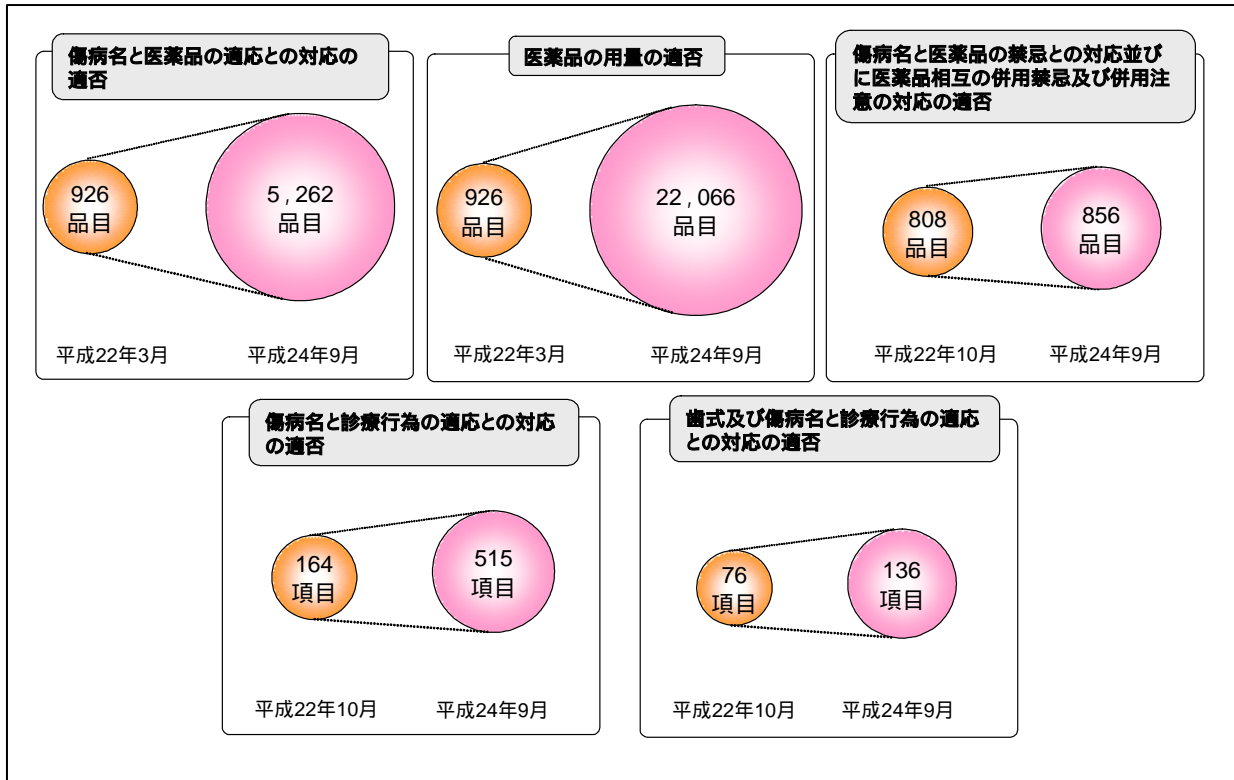 傷病名と医薬品の適応との対応の
適否
926
品目
5,262
品目
平成22年3月
平成24年9月
医薬品の用量の適否
926
品目
22,066
品目
平成22年3月
平成24年9月
傷病名と医薬品の禁忌との対応並び
に医薬品相互の併用禁忌及び併用注
意の対応の適否
808
品目
856
品目
平成22年10月
平成24年9月
傷病名と診療行為の適応との対応
の適否
164
項目
515
項目
平成22年10月
平成24年9月
歯式及び傷病名と診療行為の適応
との対応の適否
76
項目
136
項目
平成22年10月
平成24年9月